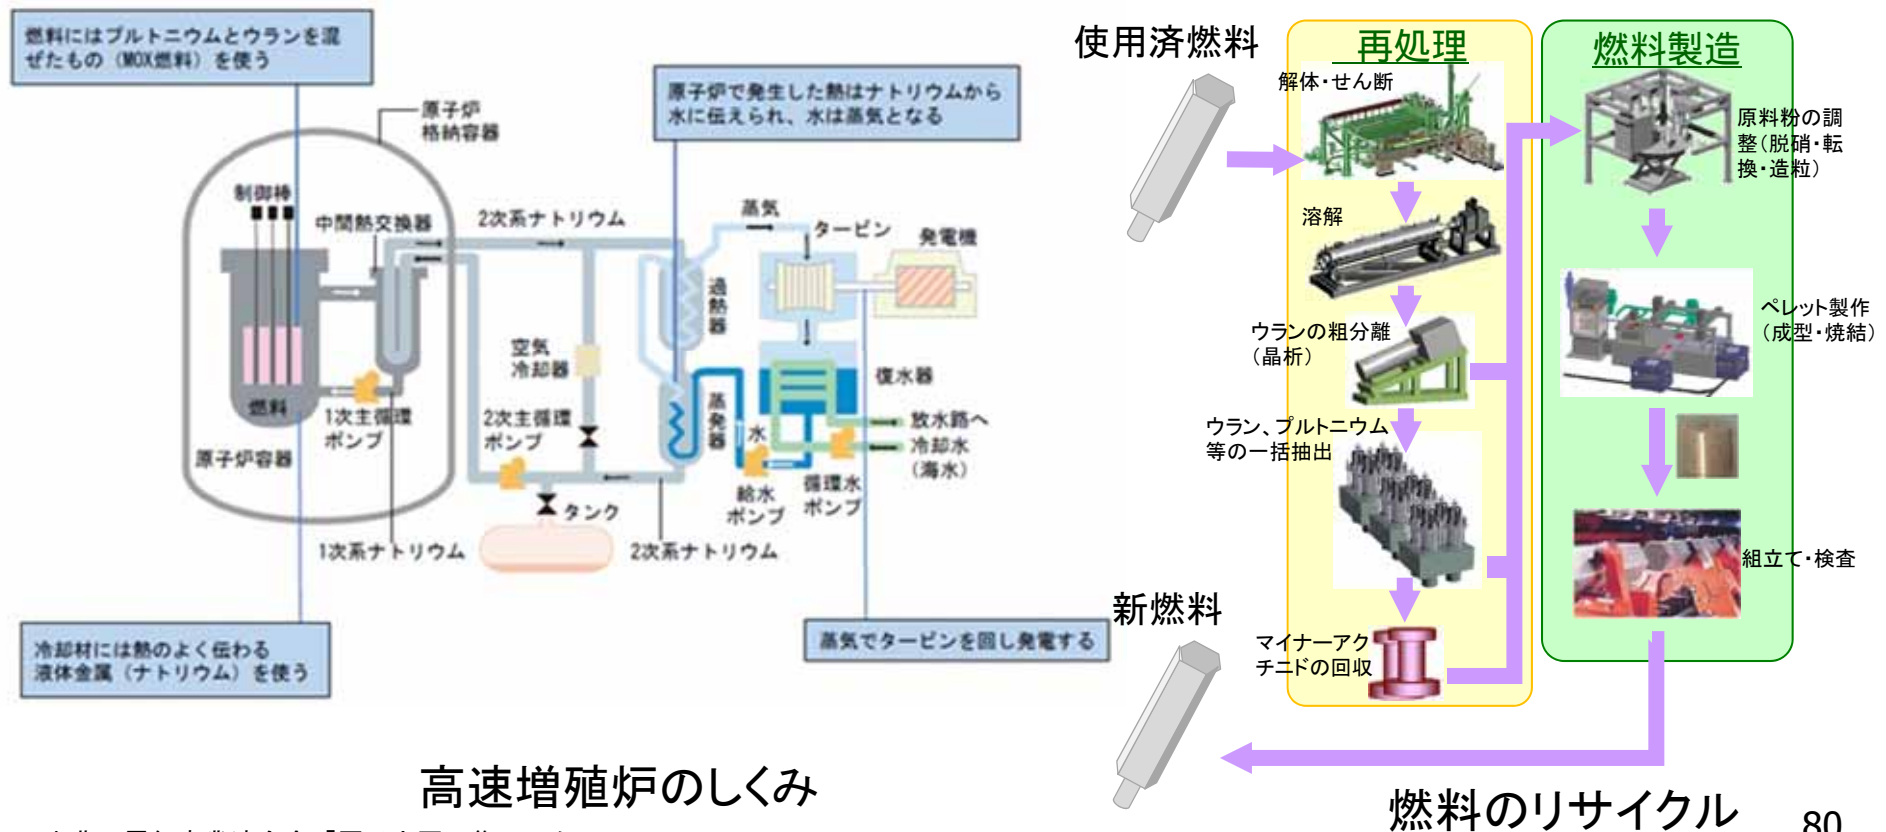 燃料にはプルトニウムとウランを混
ぜたもの（MOX燃料）を使う
原子炉
格納容器
制御棒
中間熱交換器
2次系ナトリウム
原子炉で発生した熱はナトリウムから
水に伝えられ、水は蒸気となる
蒸気
タービン
発電機
過熱器
空気
冷却器
復水器
蒸発器
放水路へ
冷却水
（海水）
水
燃料
1次主循環
ポンプ
2次主循環
ポンプ
原子炉容器
給水
ポンプ
循環水
ポンプ
タンク
1次系ナトリウム
2次系ナトリウム
冷却材には熱のよく伝わる
液体金属（ナトリウム）を使う
蒸気でタービンを回し発電する
高速増殖炉のしくみ
使用済燃料
再処理
解体・せん断
溶解
ウランの粗分離
（晶析）
ウラン、プルトニウム
等の一括抽出
マイナーアク
チニドの回収
燃料製造
原料粉の調
整（脱硝・転
換・造粒）
ペレット製作
（成型・焼結）
組立て・検査
新燃料
燃料のリサイクル
80